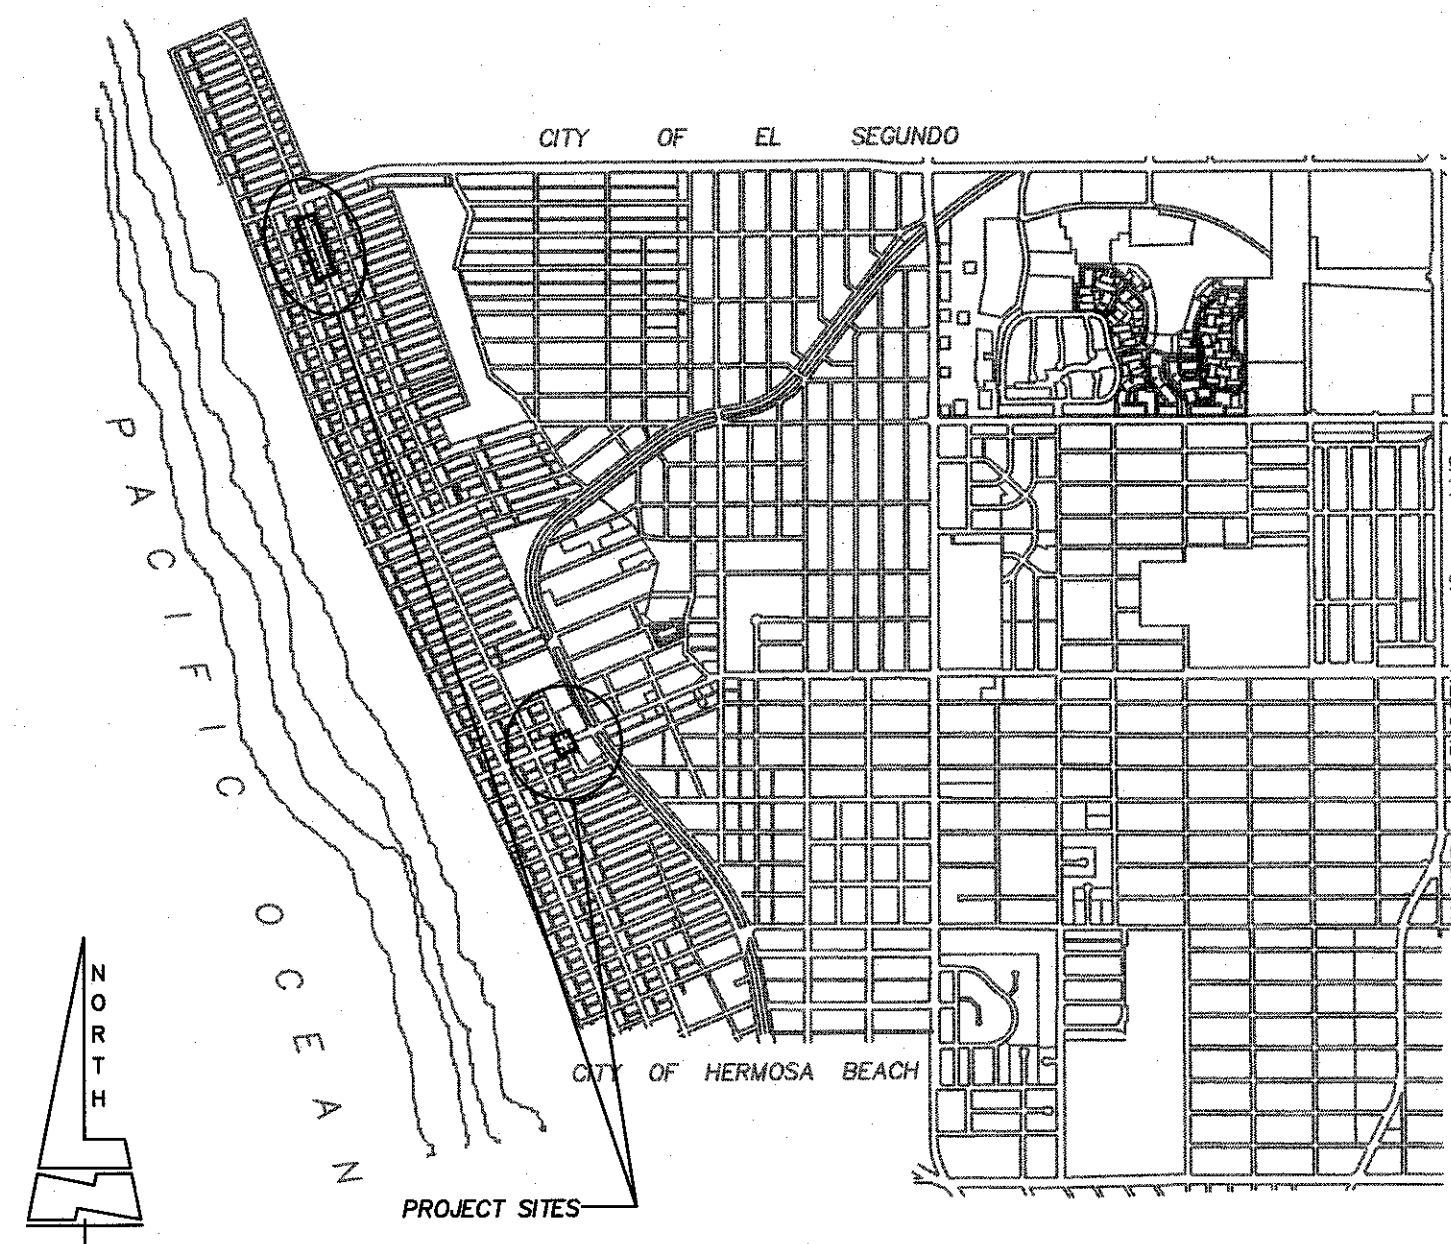 CITY OF EL SEGUNDO
PACIFIC OCEAN
NORTH
CITY OF HERMOSA BEACH
PROJECT SITES